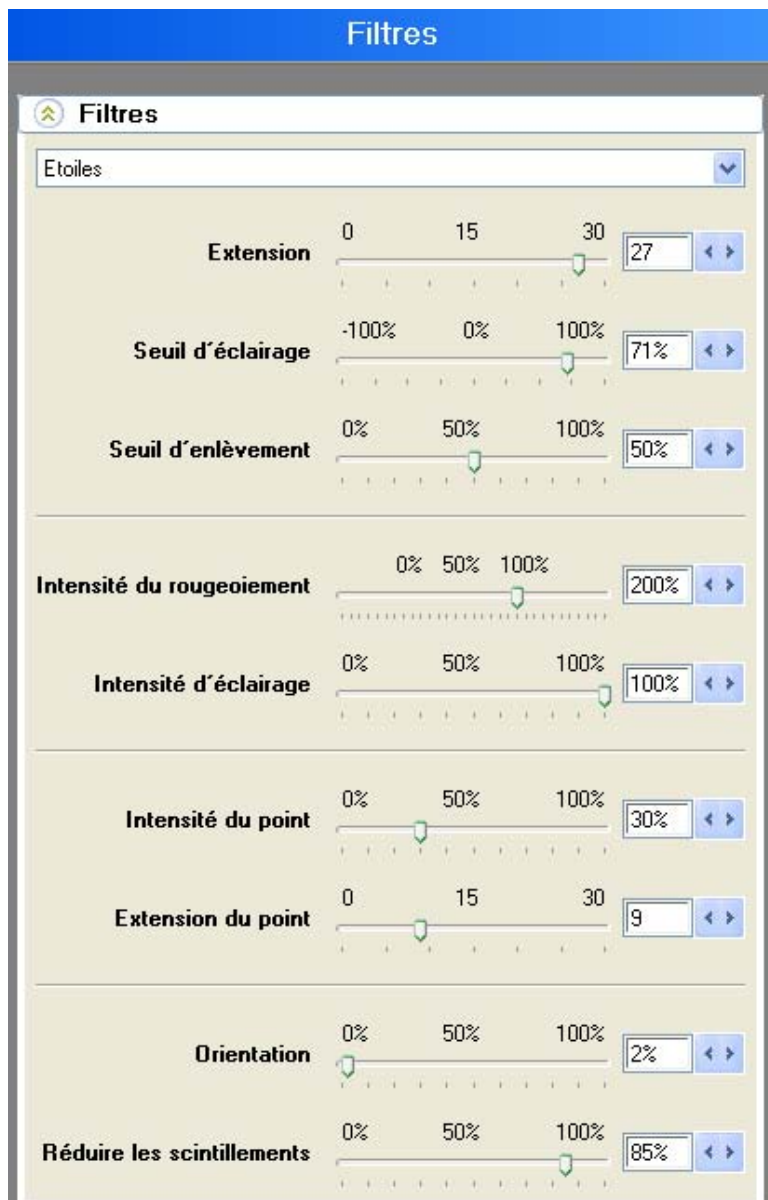 Filtres
Filtres
Etoiles
0 15 30
Extension 27
-100% 0% 100%
Seuil d´éclairage 71%
0% 50% 100%
Seuil d´enlèvement 50%
0% 50% 100%
Intensité du rougeoiement 200%
0% 50% 100%
Intensité d´éclairage 100%
0% 50% 100%
Intensité du point 30%
0 15 30
Extension du point 9
0% 50% 100%
Orientation 2%
0% 50% 100%
Réduire les scintillements 85%